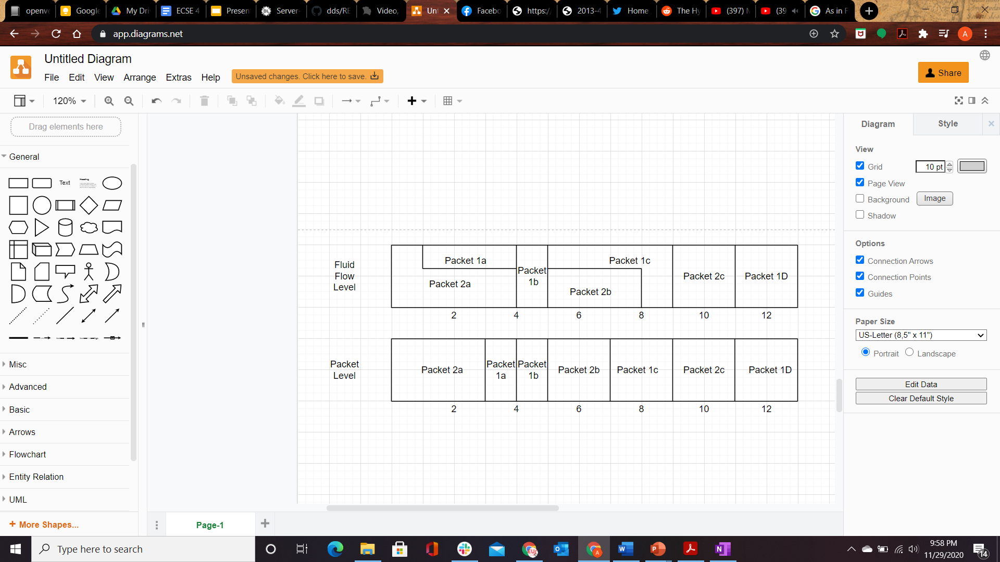 openve
Google
My Dri
ECSE 4
Presen
Server-
dds/RE
Video,
Unt
Facebo
https:/
2013-4
Home
The Hy
(397) M
(39
As in F
app.diagrams.net
A
Untitled Diagram
File Edit View Arrange Extras Help
Unsaved changes. Click here to save.
Share
120%
Drag elements here
General
Text
Heading
Misc
Advanced
Basic
Arrows
Flowchart
Entity Relation
UML
+ More Shapes...
Fluid
Flow
Level
Packet 1a
Packet 2a
Packet
1b
Packet 1c
Packet 2b
Packet 2c
Packet 1D
2 4 6 8 10 12
Packet
Level
Packet 2a
Packet
1a
Packet
1b
Packet 2b
Packet 1c
Packet 2c
Packet 1D
2 4 6 8 10 12
Page-1
Diagram
Style
View
Grid
10 pt
Page View
Background
Image
Shadow
Options
Connection Arrows
Connection Points
Guides
Paper Size
US-Letter (8,5" x 11")
Portrait
Landscape
Edit Data
Clear Default Style
Type here to search
9:58 PM
11/29/2020
14